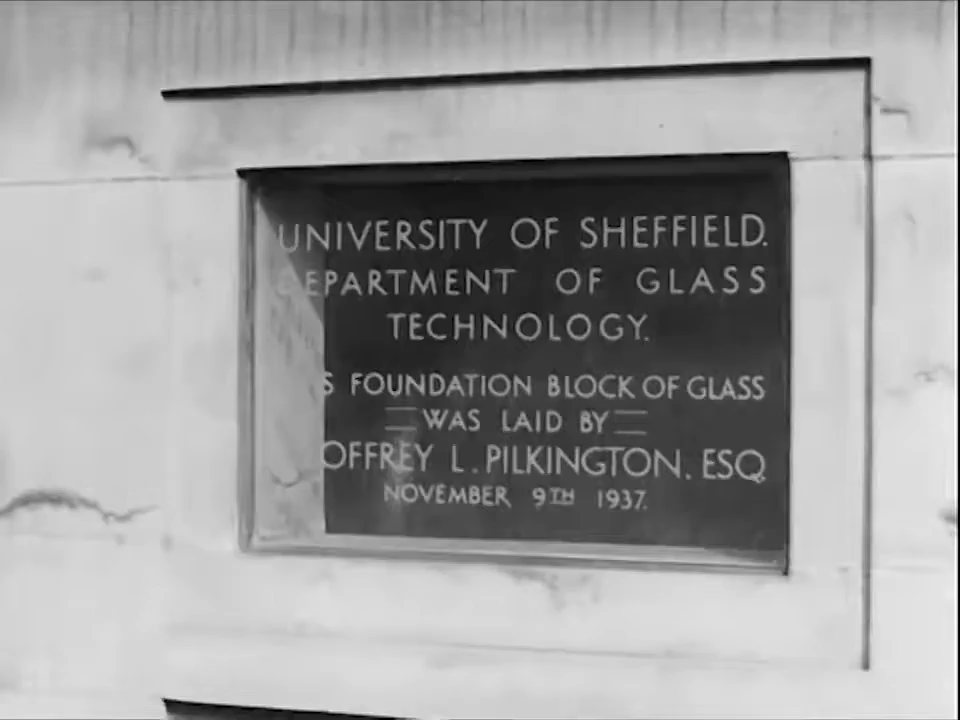 UNIVERSITY OF SHEFFIELD.
DEPARTMENT OF GLASS
TECHNOLOGY.
S FOUNDATION BLOCK OF GLASS
WAS LAID BY
OFFREY L. PILKINGTON. ESQ.
NOVEMBER 9TH 1937.